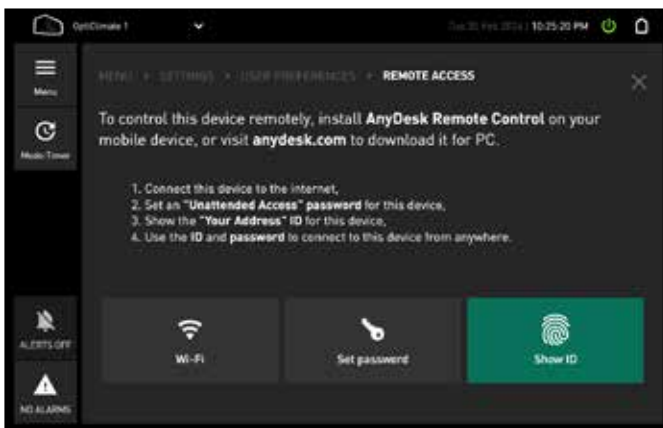 OptiClimate 1
10:25:20 PM
Menu
MENU • SETTINGS • USER PREFERENCES • REMOTE ACCESS
Mode/Timer
To control this device remotely, install AnyDesk Remote Control on your
mobile device, or visit anydesk.com to download it for PC.
1. Connect this device to the internet,
2. Set an "Unattended Access" password for this device,
3. Show the "Your Address" ID for this device,
4. Use the ID and password to connect to this device from anywhere.
ALERTS OFF
Wi-Fi
Set password
Show ID
NO ALARMS